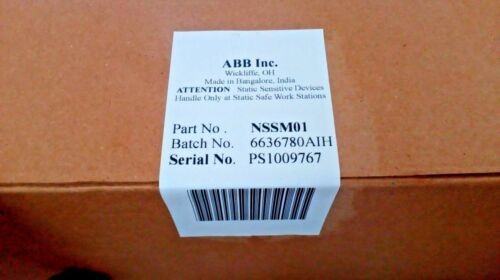 ABB Inc.
Wickliffe, OH
Made in Bangalore, India
ATTENTION Static Sensitive Devices
Handle Only at Static Safe Work Stations
Part No . NSSM01
Batch No. 6636780AIH
Serial No. PS1009767